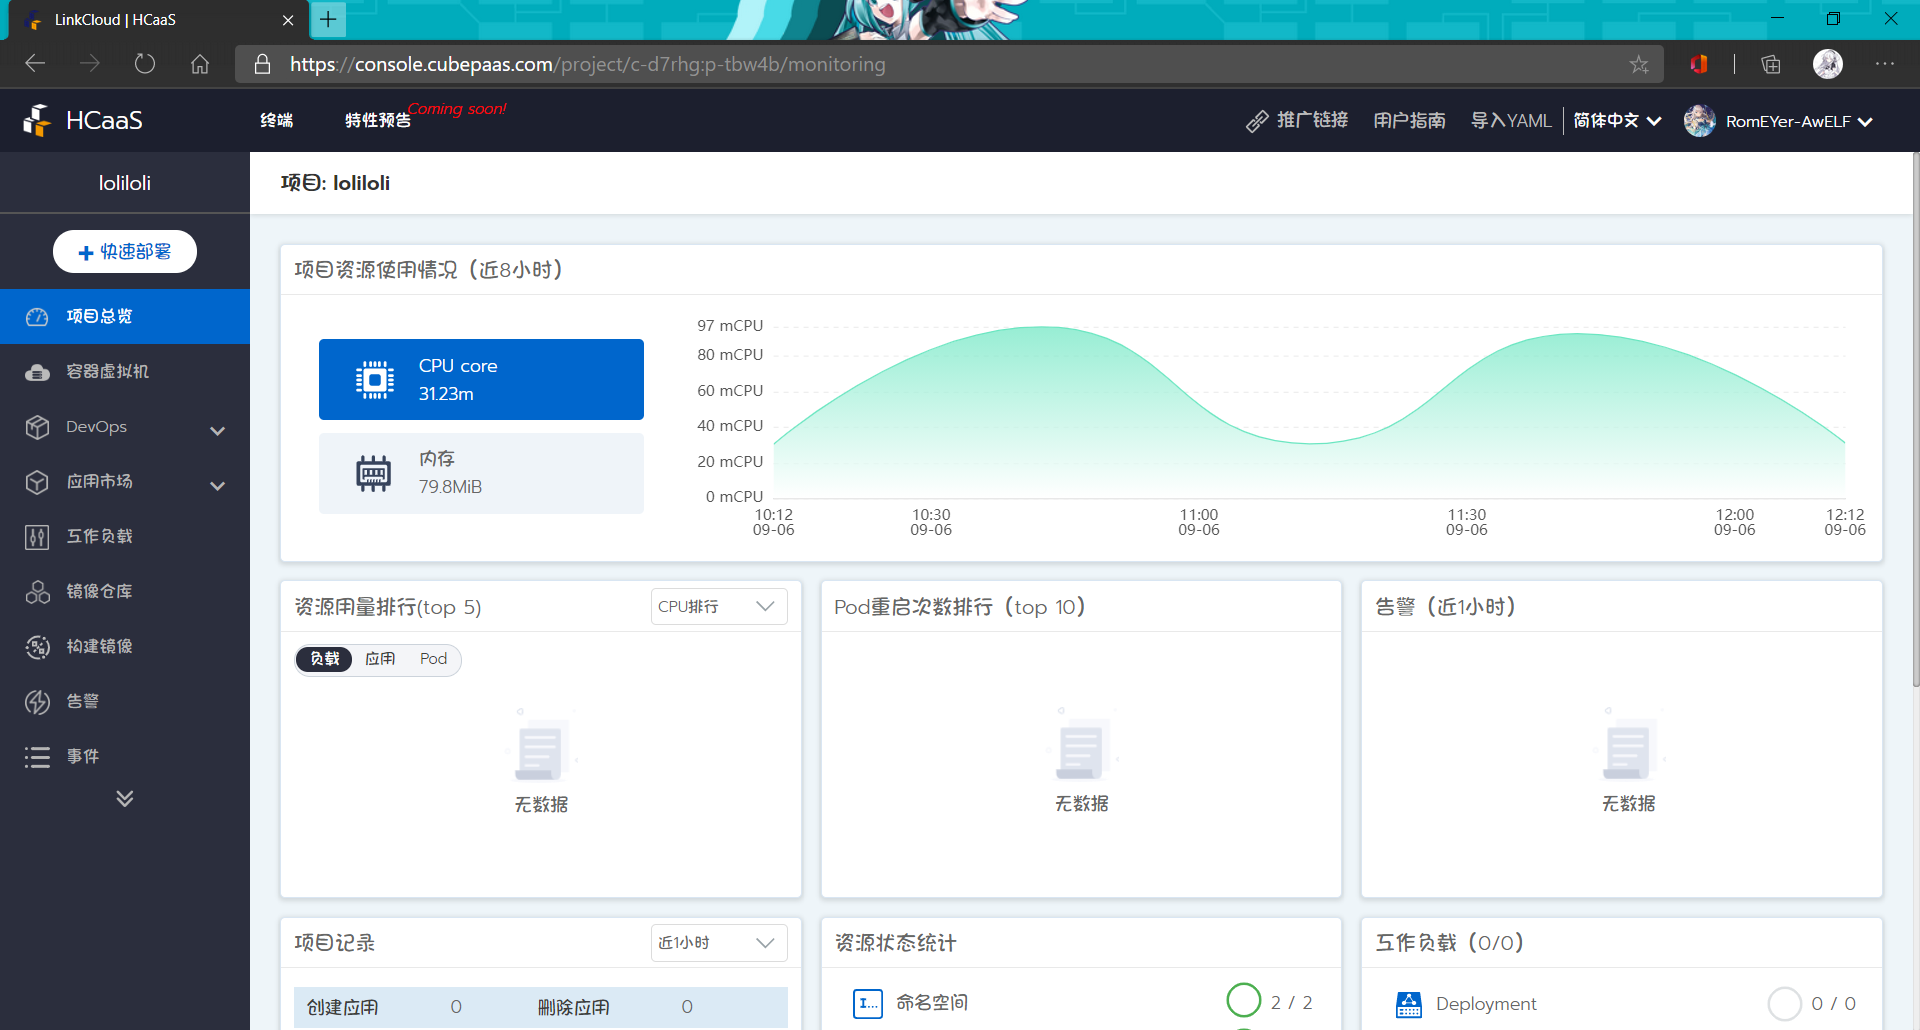 LinkCloud | HCaaS
https://console.cubepaas.com/project/c-d7rhg:p-tbw4b/monitoring
HCaaS
终端
特性预告
Coming soon!
推广链接
用户指南
导入YAML
简体中文
RomEYer-AwELF
loliloli
快速部署
项目总览
容器虚拟机
DevOps
应用市场
工作负载
镜像仓库
构建镜像
告警
事件
项目: loliloli
项目资源使用情况（近8小时）
CPU core
31.23m
内存
79.8MiB
97 mCPU
80 mCPU
60 mCPU
40 mCPU
20 mCPU
0 mCPU
10:12 10:30 11:00 11:30 12:00 12:12
09-06 09-06 09-06 09-06 09-06 09-06
资源用量排行(top 5)
CPU排行
负载 应用 Pod
无数据
Pod重启次数排行（top 10）
无数据
告警（近1小时）
无数据
项目记录
近1小时
创建应用 0 删除应用 0
资源状态统计
I...
命名空间 2 / 2
工作负载（0/0）
Deployment 0 / 0